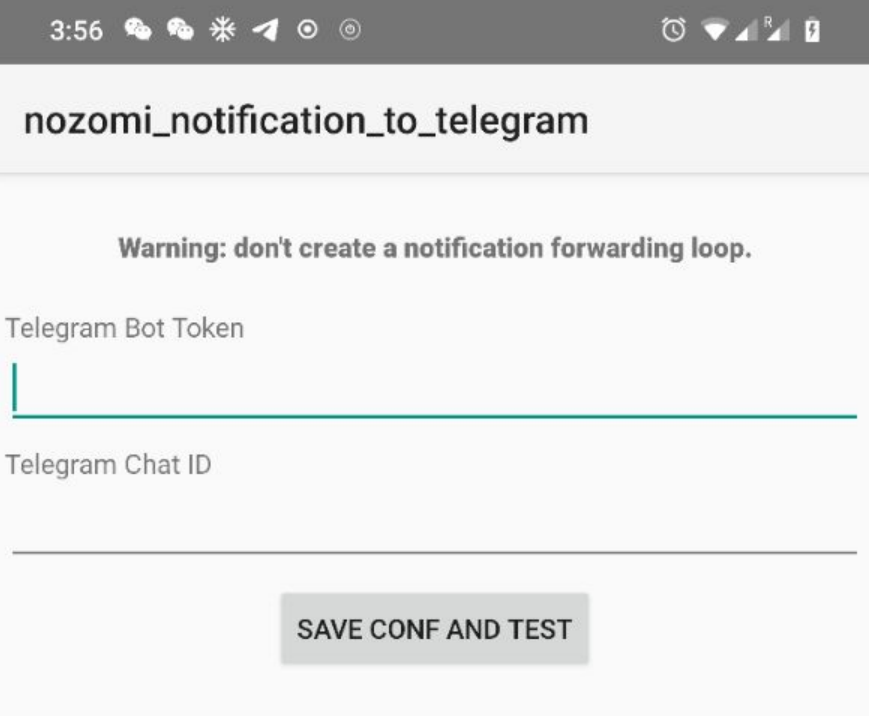 3:56
R
nozomi_notification_to_telegram
Warning: don't create a notification forwarding loop.
Telegram Bot Token
Telegram Chat ID
SAVE CONF AND TEST